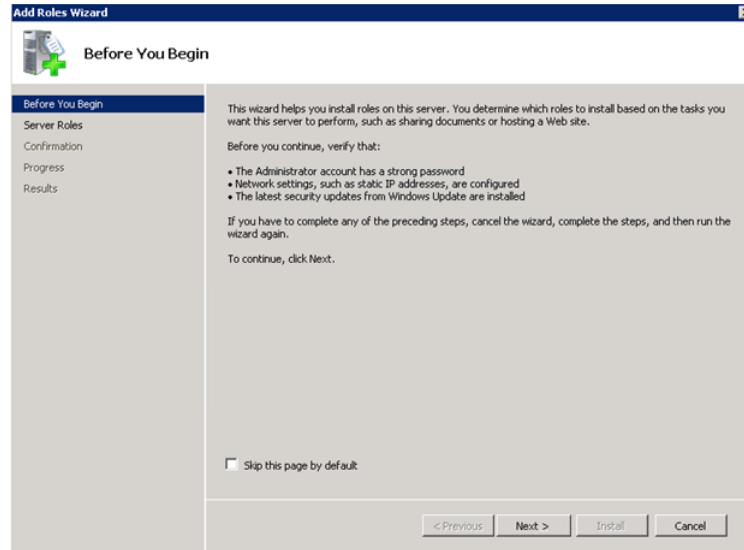 Add Roles Wizard
Before You Begin
Before You Begin
Server Roles
Confirmation
Progress
Results
This wizard helps you install roles on this server. You determine which roles to install based on the tasks you
want this server to perform, such as sharing documents or hosting a Web site.
Before you continue, verify that:
• The Administrator account has a strong password
• Network settings, such as static IP addresses, are configured
• The latest security updates from Windows Update are installed
If you have to complete any of the preceding steps, cancel the wizard, complete the steps, and then run the
wizard again.
To continue, click Next.
Skip this page by default
< Previous Next > Install Cancel